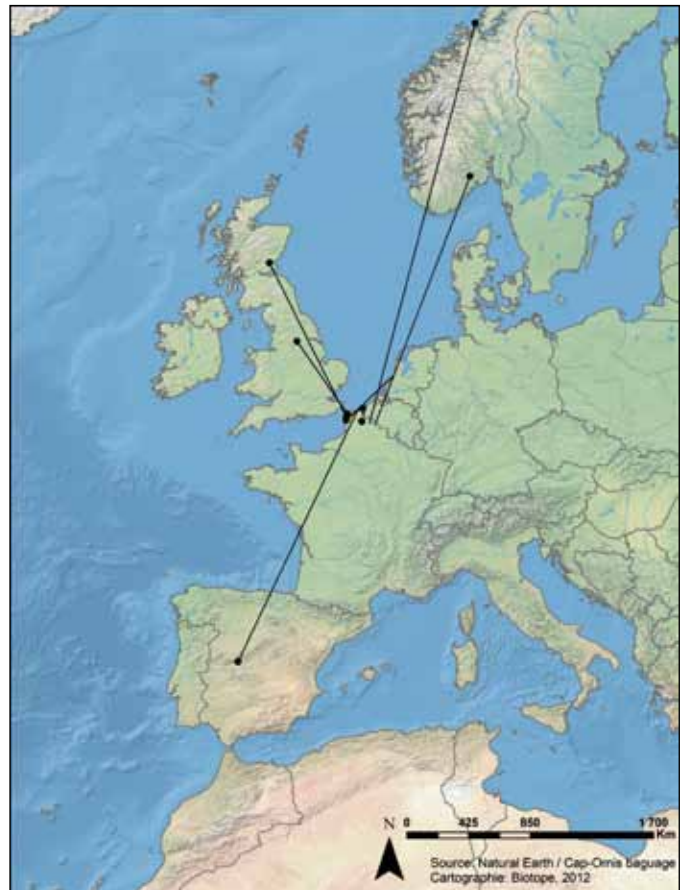 N
0 425 850 1 700
Km
Source: Natural Earth / Cap-Ornis baguage
Cartographie: Biotope, 2012